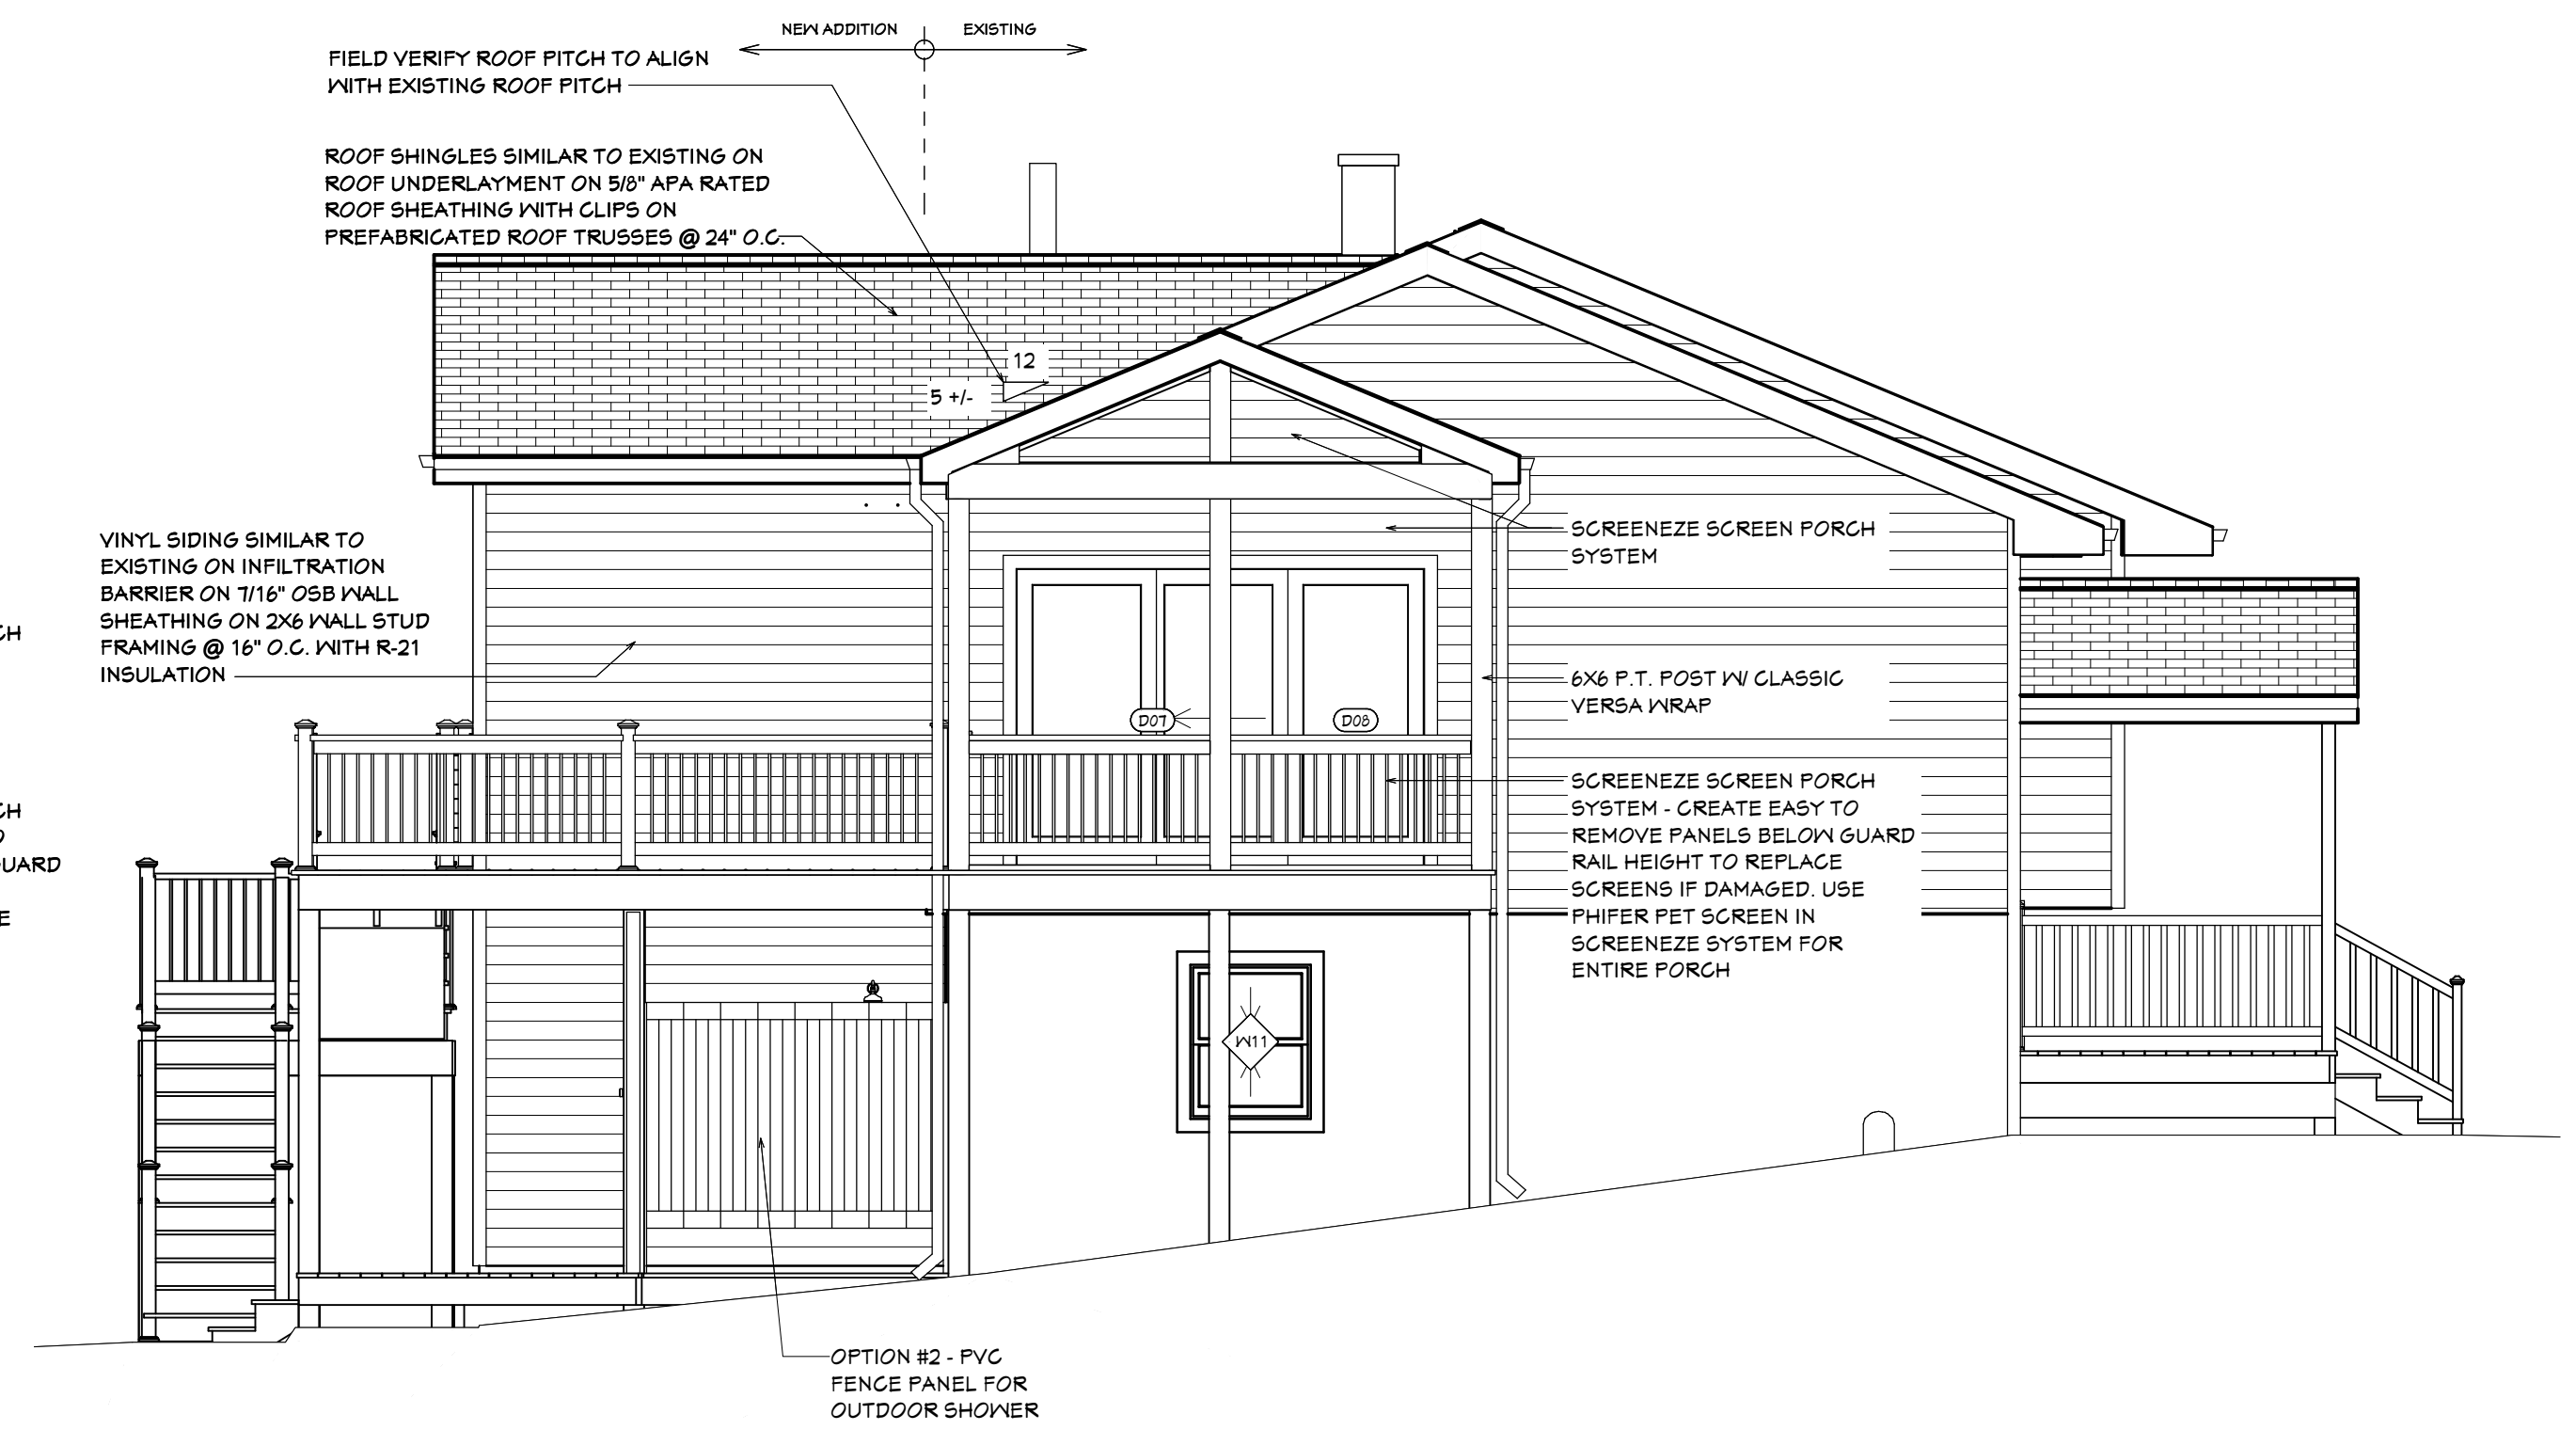 NEW ADDITION
EXISTING
FIELD VERIFY ROOF PITCH TO ALIGN
WITH EXISTING ROOF PITCH
ROOF SHINGLES SIMILAR TO EXISTING ON
ROOF UNDERLAYMENT ON 5/8" APA RATED
ROOF SHEATHING WITH CLIPS ON
PREFABRICATED ROOF TRUSSES @ 24" O.C.
12
5 +/-
VINYL SIDING SIMILAR TO
EXISTING ON INFILTRATION
BARRIER ON 7/16" OSB WALL
SHEATHING ON 2X6 WALL STUD
FRAMING @ 16" O.C. WITH R-21
INSULATION
SCREENEZE SCREEN PORCH
SYSTEM
6X6 P.T. POST W/ CLASSIC
VERSA WRAP
D07
D08
SCREENEZE SCREEN PORCH
SYSTEM - CREATE EASY TO
REMOVE PANELS BELOW GUARD
RAIL HEIGHT TO REPLACE
SCREENS IF DAMAGED. USE
PHIFER PET SCREEN IN
SCREENEZE SYSTEM FOR
ENTIRE PORCH
W11
OPTION #2 - PVC
FENCE PANEL FOR
OUTDOOR SHOWER